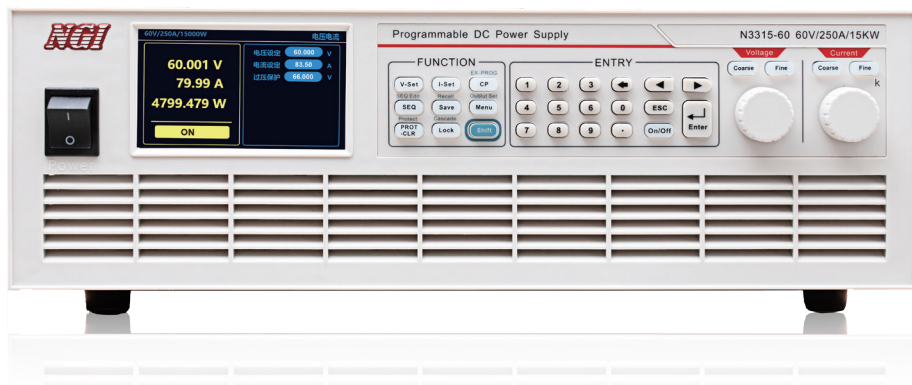 NGI
Power
60V/250A/15000W 电压电流
60.001 V
79.99 A
4799.479 W
ON
电压设定 60.000 V
电流设定 83.50 A
过压保护 66.000 V
Programmable DC Power Supply
N3315-60 60V/250A/15KW
FUNCTION
EX-PROG
V-Set I-Set CP
SEQ Edit Recall Output Set
SEQ Save Menu
Protect Cascade
PROT
-CLR Lock Shift
ENTRY
1 2 3
4 5 6 0 ESC
7 8 9 . On/Off
Enter
Voltage
Coarse Fine
Current
Coarse Fine
k